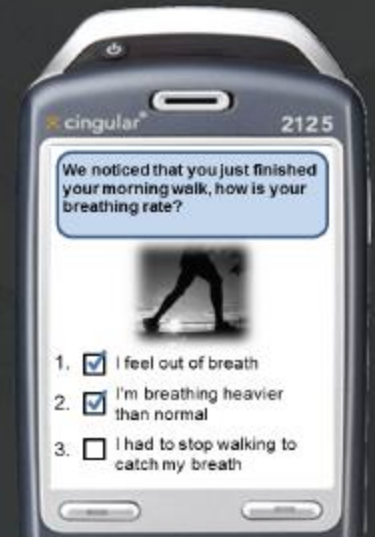 cingular
2125
We noticed that you just finished
your morning walk, how is your
breathing rate?
1. I feel out of breath
2. I'm breathing heavier
than normal
3. I had to stop walking to
catch my breath